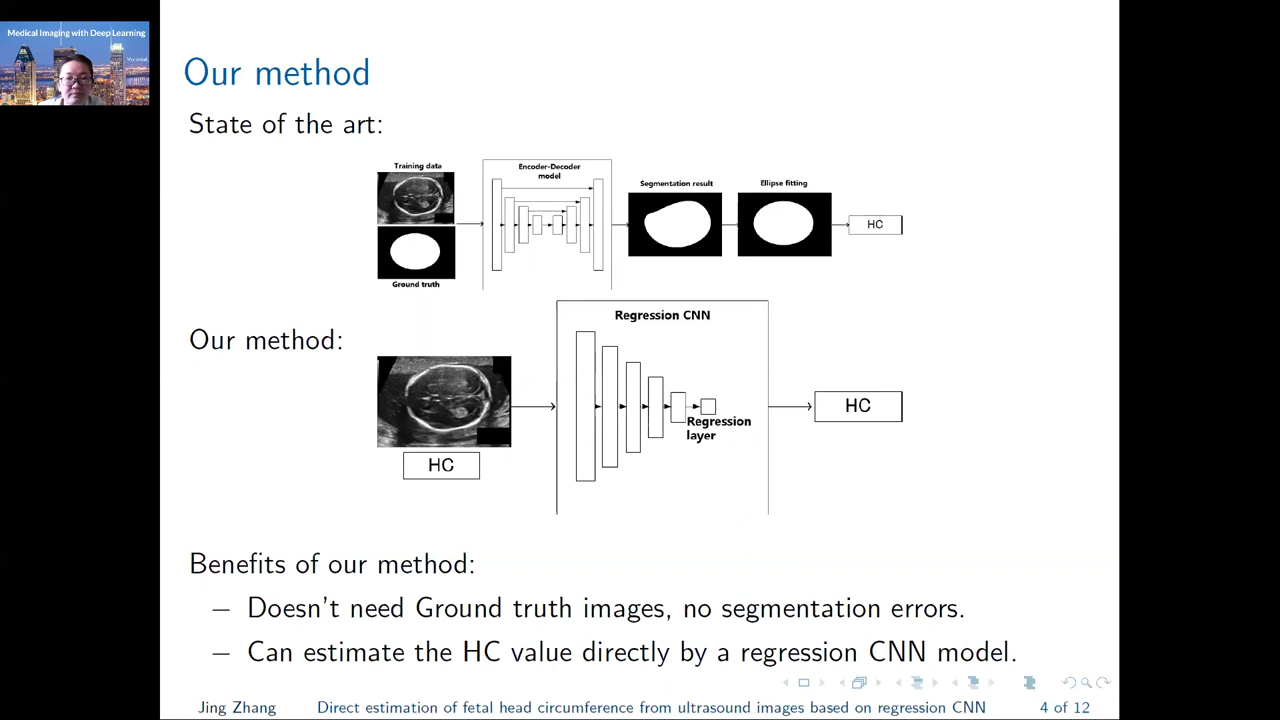 Medical Imaging with Deep Learning
Montreal
Our method
State of the art:
Training data
Encoder-Decoder
model
Segmentation result
Ellipse fitting
HC
Ground truth
Our method:
Regression CNN
Regression
layer
HC
HC
Benefits of our method:
– Doesn't need Ground truth images, no segmentation errors.
– Can estimate the HC value directly by a regression CNN model.
Jing Zhang
Direct estimation of fetal head circumference from ultrasound images based on regression CNN
4 of 12